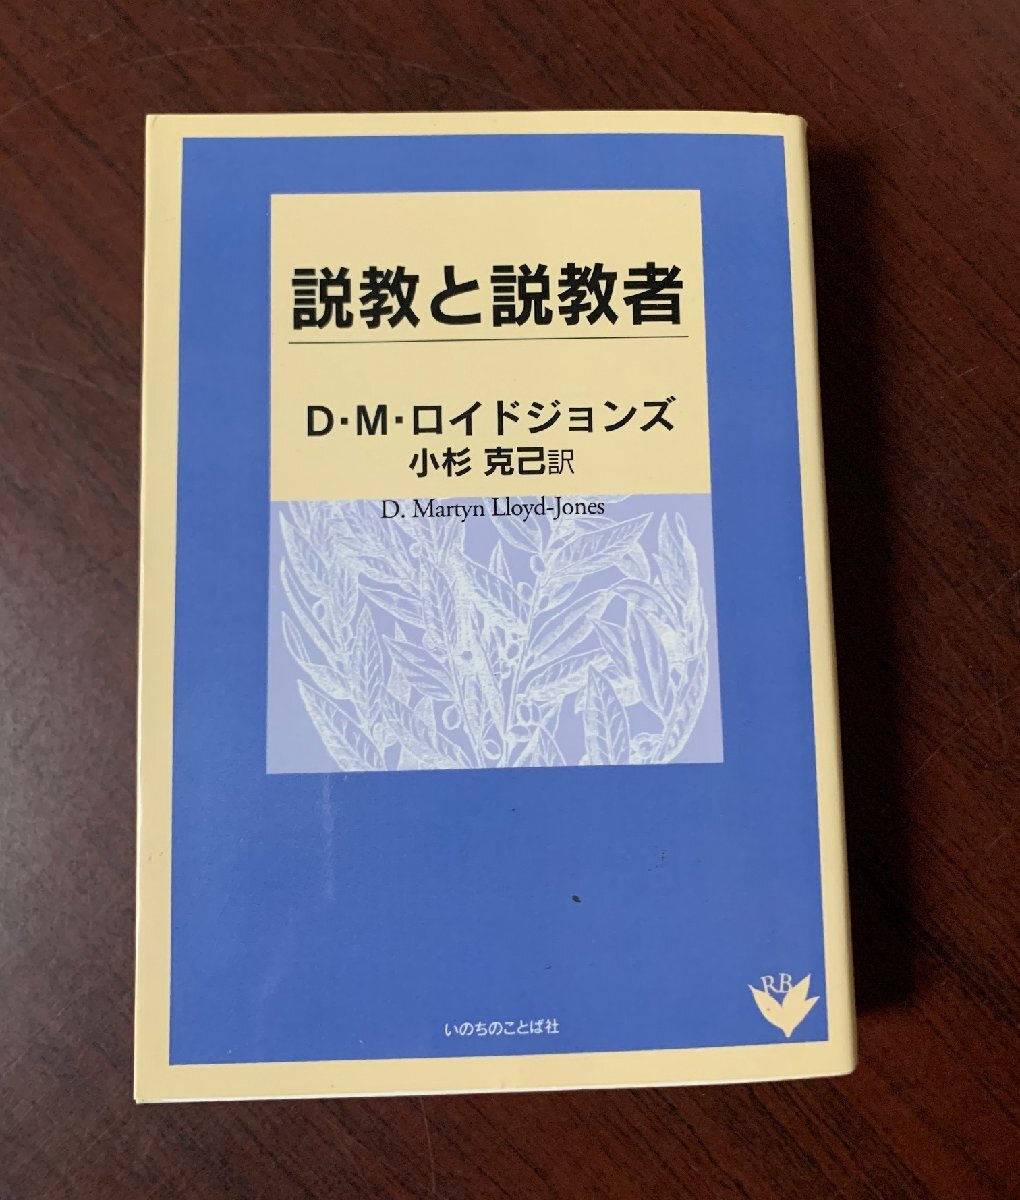 説教と説教者
D・M・ロイドジョンズ
小杉 克己訳
D. Martyn Lloyd-Jones
RB
いのちのことば社